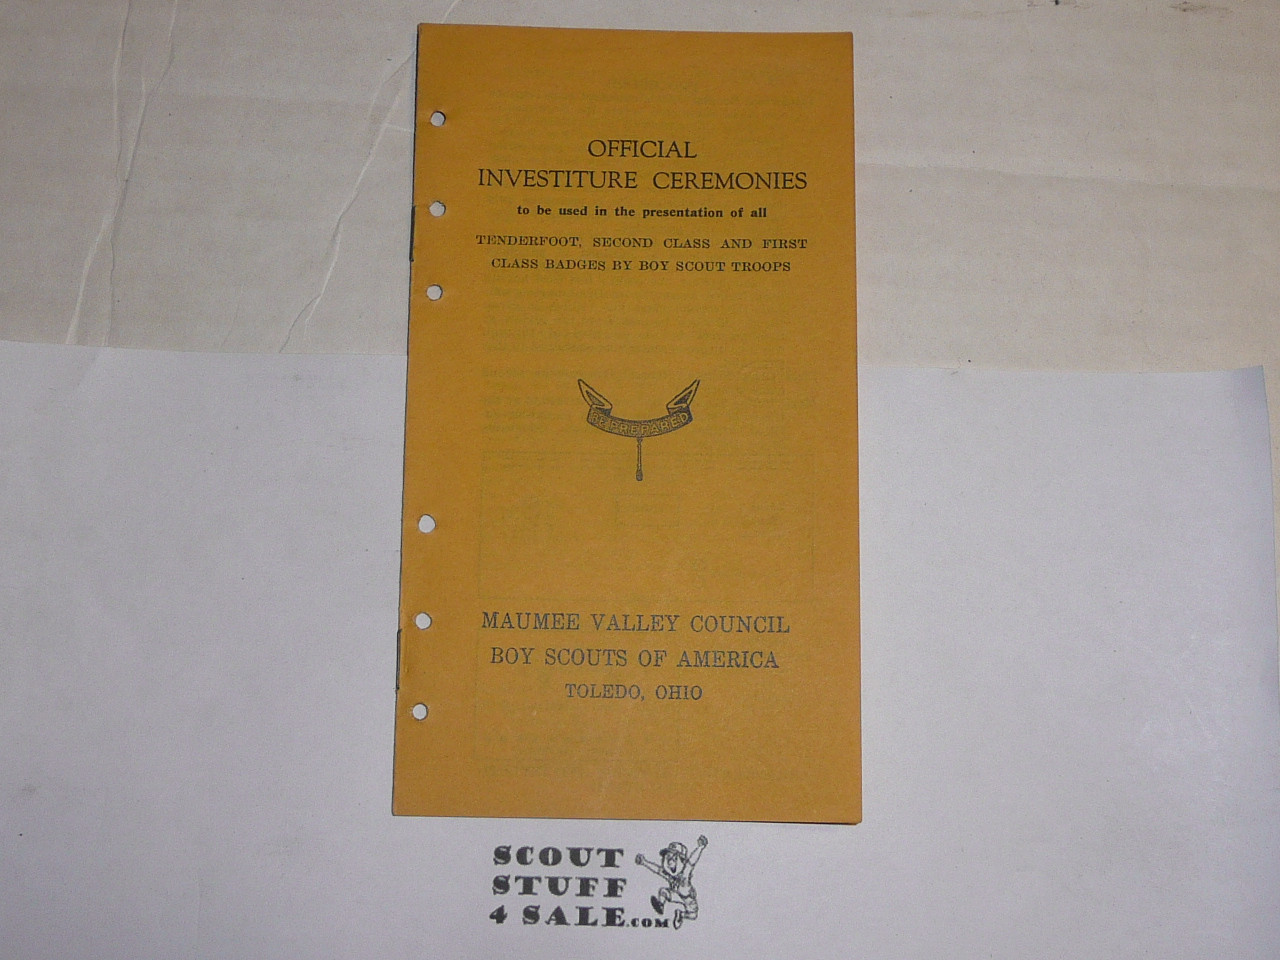 OFFICIAL
INVESTITURE CEREMONIES
to be used in the presentation of all
TENDERFOOT, SECOND CLASS AND FIRST
CLASS BADGES BY BOY SCOUT TROOPS
BE PREPARED
MAUMEE VALLEY COUNCIL
BOY SCOUTS OF AMERICA
TOLEDO, OHIO
SCOUT
STUFF
4 SALE.COM